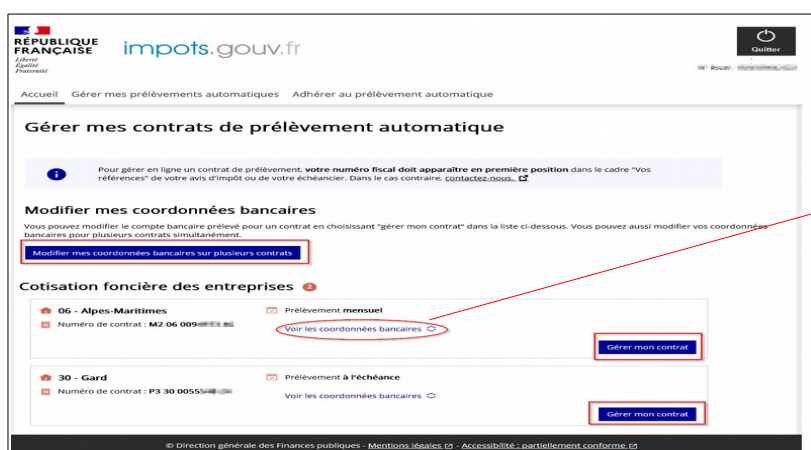 RÉPUBLIQUE
FRANÇAISE
Liberté
Égalité
Fraternité
impots.gouv.fr
Quitter
Accueil Gérer mes prélèvements automatiques Adhérer au prélèvement automatique
Gérer mes contrats de prélèvement automatique
Pour gérer en ligne un contrat de prélèvement, votre numéro fiscal doit apparaître en première position dans le cadre "Vos
références" de votre avis d'impôt ou de votre échéancier. Dans le cas contraire, contactez-nous.
Modifier mes coordonnées bancaires
Vous pouvez modifier le compte bancaire prélevé pour un contrat en choisissant "gérer mon contrat" dans la liste ci-dessous. Vous pouvez aussi modifier vos coordonnées
bancaires pour plusieurs contrats simultanément.
Modifier mes coordonnées bancaires sur plusieurs contrats
Cotisation foncière des entreprises 2
06 - Alpes-Maritimes Prélèvement mensuel
Numéro de contrat : M2 06 009 Voir les coordonnées bancaires
Gérer mon contrat
30 - Gard Prélèvement à l'échéance
Numéro de contrat : P3 30 0055 Voir les coordonnées bancaires
Gérer mon contrat
© Direction générale des Finances publiques - Mentions légales - Accessibilité : partiellement conforme